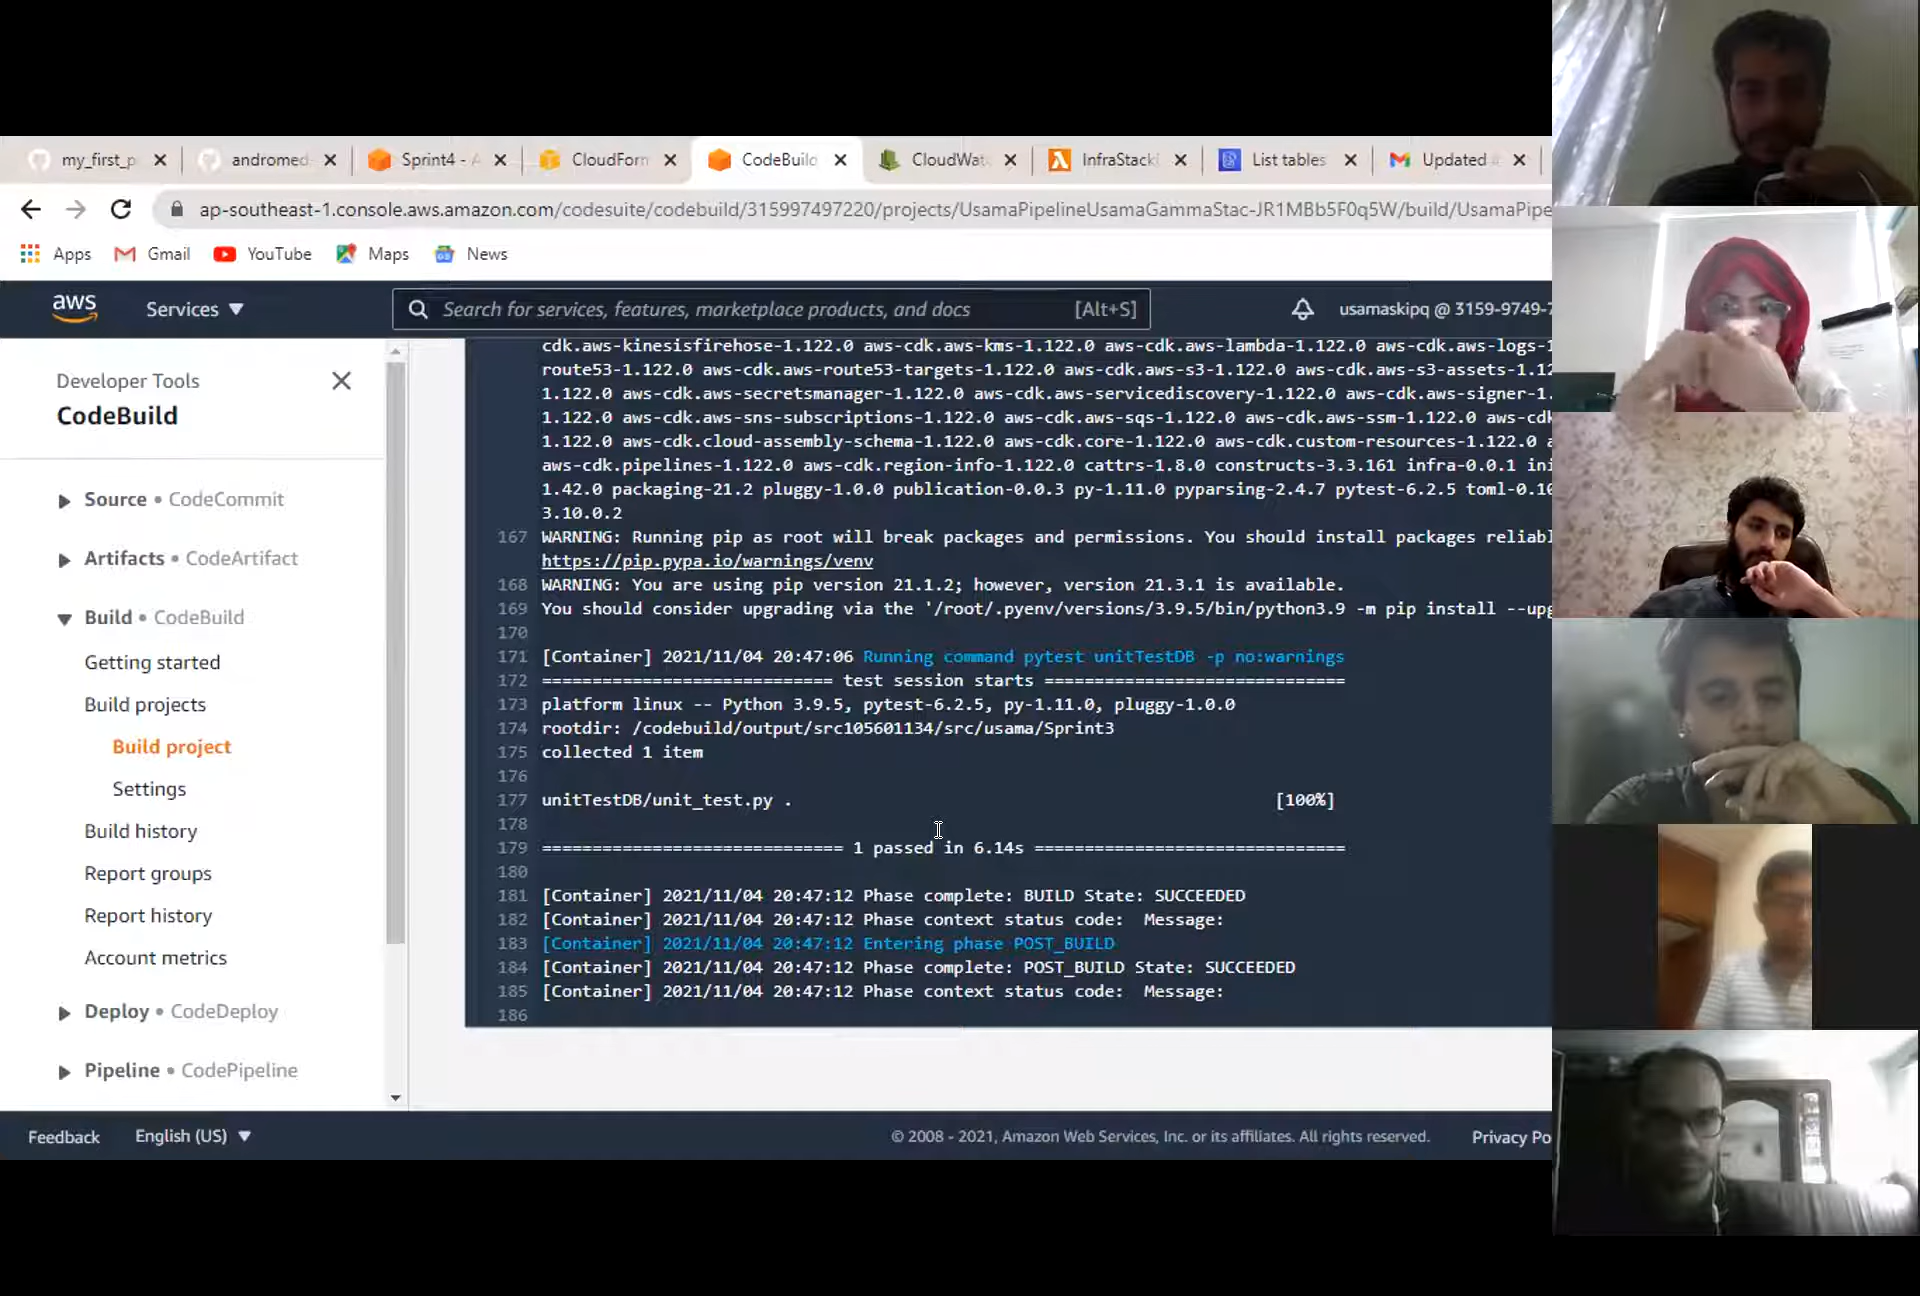 my_first_p
andromed
Sprint4 - A
CloudForn
CodeBuild
CloudWat
InfraStack
List tables
Updated
ap-southeast-1.console.aws.amazon.com/codesuite/codebuild/315997497220/projects/UsamaPipelineUsamaGammaStac-JR1MBb5F0q5W/build/UsamaPipe
Apps
Gmail
YouTube
Maps
News
aws
Services
Search for services, features, marketplace products, and docs
[Alt+S]
usamaskipq @ 3159-9749-7
Developer Tools
CodeBuild
Source • CodeCommit
Artifacts • CodeArtifact
Build • CodeBuild
Getting started
Build projects
Build project
Settings
Build history
Report groups
Report history
Account metrics
Deploy • CodeDeploy
Pipeline • CodePipeline
cdk.aws-kinesisfirehose-1.122.0 aws-cdk.aws-kms-1.122.0 aws-cdk.aws-lambda-1.122.0 aws-cdk.aws-logs-1
route53-1.122.0 aws-cdk.aws-route53-targets-1.122.0 aws-cdk.aws-s3-1.122.0 aws-cdk.aws-s3-assets-1.12
1.122.0 aws-cdk.aws-secretsmanager-1.122.0 aws-cdk.aws-servicediscovery-1.122.0 aws-cdk.aws-signer-1.
1.122.0 aws-cdk.aws-sns-subscriptions-1.122.0 aws-cdk.aws-sqs-1.122.0 aws-cdk.aws-ssm-1.122.0 aws-cdk
1.122.0 aws-cdk.cloud-assembly-schema-1.122.0 aws-cdk.core-1.122.0 aws-cdk.custom-resources-1.122.0 a
aws-cdk.pipelines-1.122.0 aws-cdk.region-info-1.122.0 cattrs-1.8.0 constructs-3.3.161 infra-0.0.1 ini
1.42.0 packaging-21.2 pluggy-1.0.0 publication-0.0.3 py-1.11.0 pyparsing-2.4.7 pytest-6.2.5 toml-0.10
3.10.0.2
167 WARNING: Running pip as root will break packages and permissions. You should install packages reliabl
https://pip.pypa.io/warnings/venv
168 WARNING: You are using pip version 21.1.2; however, version 21.3.1 is available.
169 You should consider upgrading via the '/root/.pyenv/versions/3.9.5/bin/python3.9 -m pip install --upg
170
171 [Container] 2021/11/04 20:47:06 Running command pytest unitTestDB -p no:warnings
172 ============================= test session starts ==============================
173 platform linux -- Python 3.9.5, pytest-6.2.5, py-1.11.0, pluggy-1.0.0
174 rootdir: /codebuild/output/src105601134/src/usama/Sprint3
175 collected 1 item
176
177 unitTestDB/unit_test.py . [100%]
178
179 ============================== 1 passed in 6.14s ===============================
180
181 [Container] 2021/11/04 20:47:12 Phase complete: BUILD State: SUCCEEDED
182 [Container] 2021/11/04 20:47:12 Phase context status code: Message:
183 [Container] 2021/11/04 20:47:12 Entering phase POST_BUILD
184 [Container] 2021/11/04 20:47:12 Phase complete: POST_BUILD State: SUCCEEDED
185 [Container] 2021/11/04 20:47:12 Phase context status code: Message:
186
Feedback
English (US)
© 2008 - 2021, Amazon Web Services, Inc. or its affiliates. All rights reserved.
Privacy Po